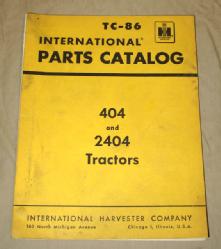 TC-86
INTERNATIONAL®
PARTS CATALOG
404
and
2404
Tractors
INTERNATIONAL HARVESTER COMPANY
180 North Michigan Avenue Chicago 1, Illinois, U.S.A.